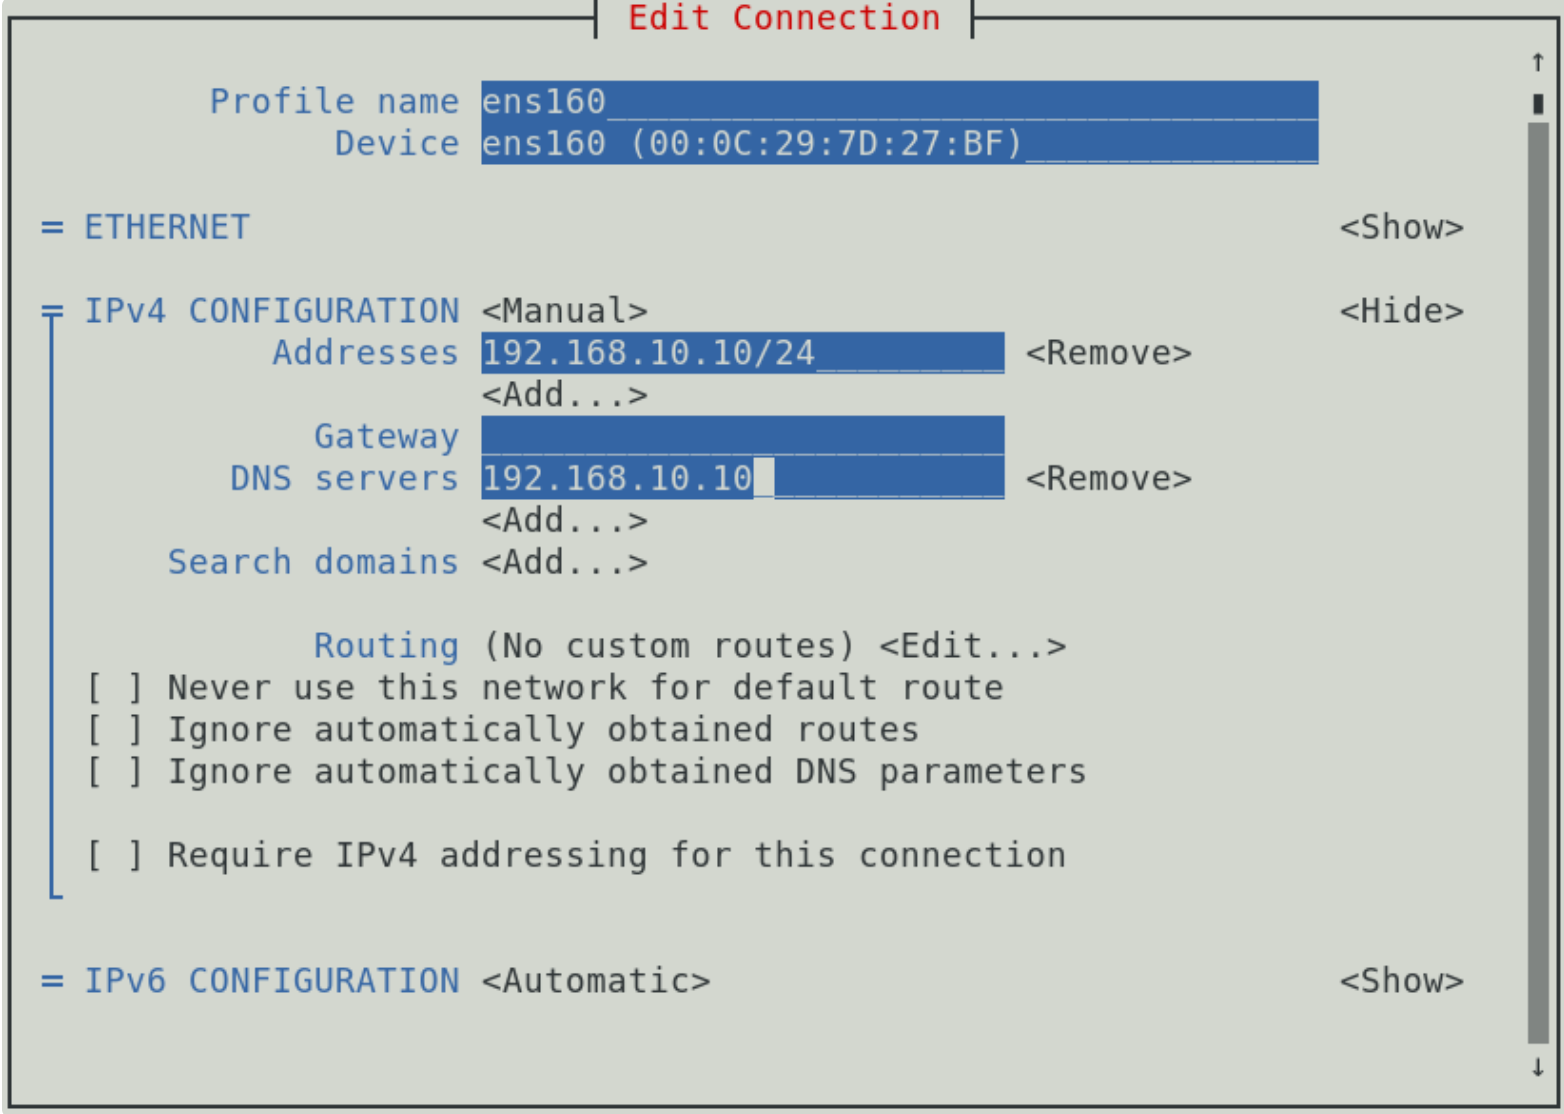 Edit Connection
Profile name ens160
Device ens160 (00:0C:29:7D:27:BF)
= ETHERNET <Show>
= IPv4 CONFIGURATION <Manual> <Hide>
Addresses 192.168.10.10/24 <Remove>
<Add...>
Gateway
DNS servers 192.168.10.10 <Remove>
<Add...>
Search domains <Add...>
Routing (No custom routes) <Edit...>
[ ] Never use this network for default route
[ ] Ignore automatically obtained routes
[ ] Ignore automatically obtained DNS parameters
[ ] Require IPv4 addressing for this connection
= IPv6 CONFIGURATION <Automatic> <Show>